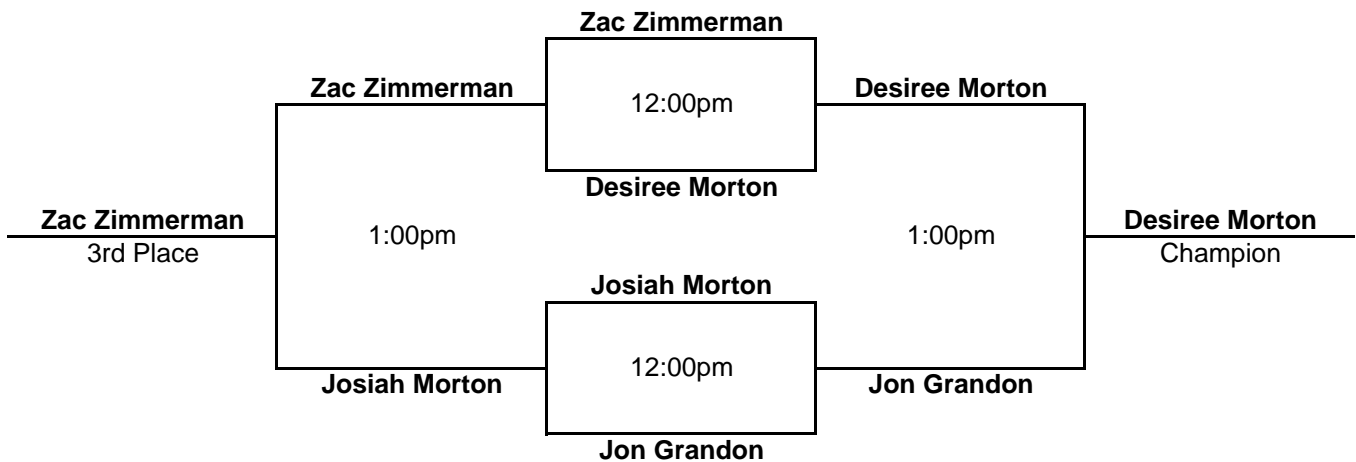 Zac Zimmerman
Zac Zimmerman
12:00pm
Desiree Morton
Desiree Morton
Zac Zimmerman
3rd Place
1:00pm
1:00pm
Desiree Morton
Champion
Josiah Morton
12:00pm
Josiah Morton
Jon Grandon
Jon Grandon